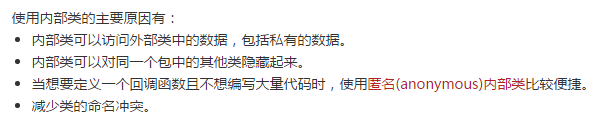 使用内部类的主要原因有：
• 内部类可以访问外部类中的数据，包括私有的数据。
• 内部类可以对同一个包中的其他类隐藏起来。
• 当想要定义一个回调函数且不想编写大量代码时，使用匿名(anonymous)内部类比较便捷。
• 减少类的命名冲突。